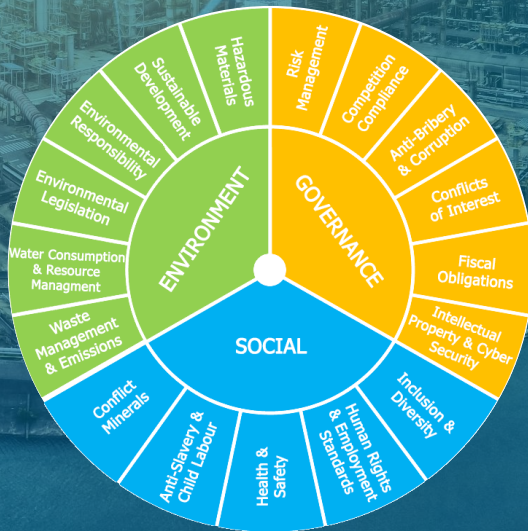 ENVIRONMENT
Hazardous
Materials
Sustainable
Development
Environmental
Responsibility
Environmental
Legislation
Water Consumption
& Resource
Managment
Waste
Management
& Emissions
GOVERNANCE
Risk
Management
Competition
Compliance
Anti-Bribery
& Corruption
Conflicts
of Interest
Fiscal
Obligations
Intellectual
Property & Cyber
Security
SOCIAL
Inclusion &
Diversity
Human Rights
& Employment
Standards
Health &
Safety
Anti-Slavery &
Child Labour
Conflict
Minerals